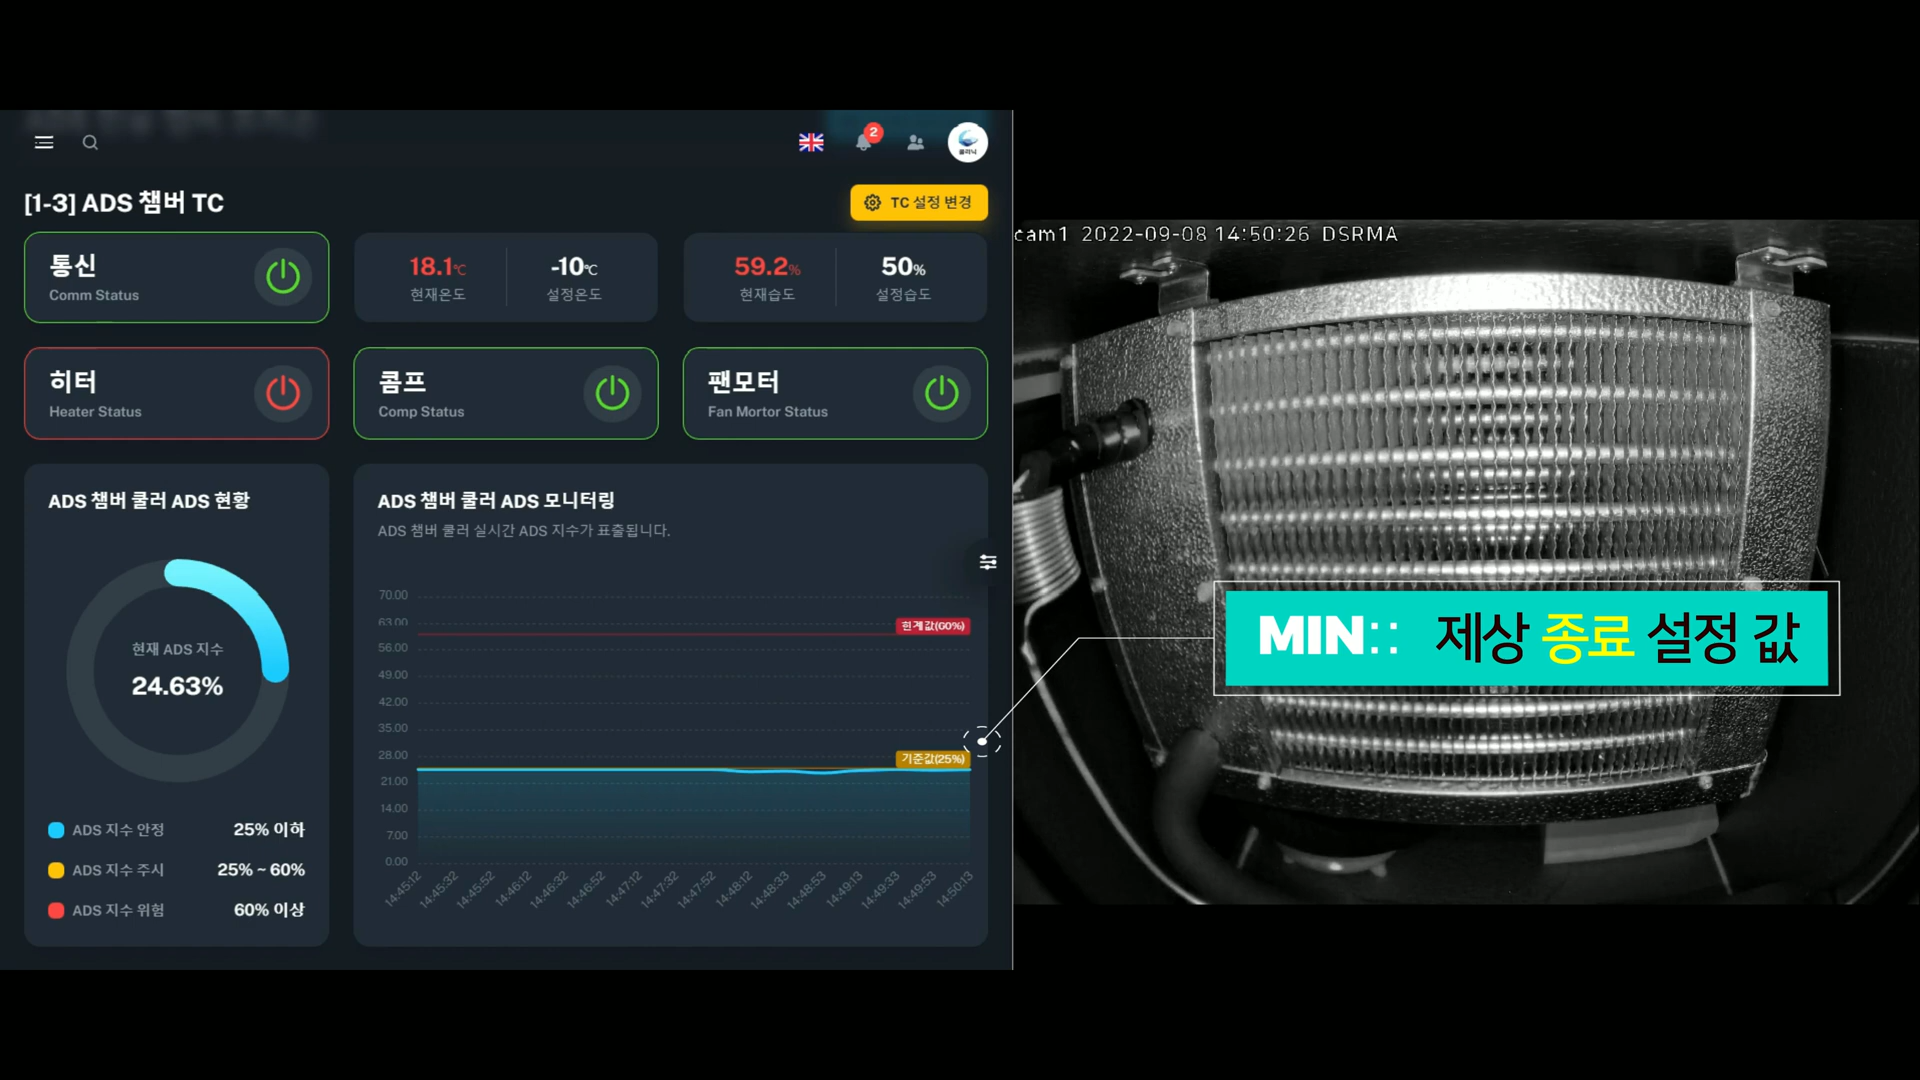 2
쿨리닉
[1-3] ADS 챔버 TC
TC 설정 변경
통신
Comm Status
18.1℃
현재온도
-10℃
설정온도
59.2%
현재습도
50%
설정습도
히터
Heater Status
콤프
Comp Status
팬모터
Fan Mortor Status
ADS 챔버 쿨러 ADS 현황
현재 ADS 지수
24.63%
ADS 지수 안정 25% 이하
ADS 지수 주시 25% ~ 60%
ADS 지수 위험 60% 이상
ADS 챔버 쿨러 ADS 모니터링
ADS 챔버 쿨러 실시간 ADS 지수가 표출됩니다.
70.00
63.00
한계값(60%)
56.00
49.00
42.00
35.00
28.00
기준값(25%)
21.00
14.00
7.00
0.00
14:45:12 14:45:32 14:45:52 14:46:12 14:46:32 14:46:52 14:47:12 14:47:32 14:47:52 14:48:12 14:48:33 14:48:53 14:49:13 14:49:33 14:49:53 14:50:13
cam1 2022-09-08 14:50:26 DSRMA
MIN:: 제상 종료 설정 값